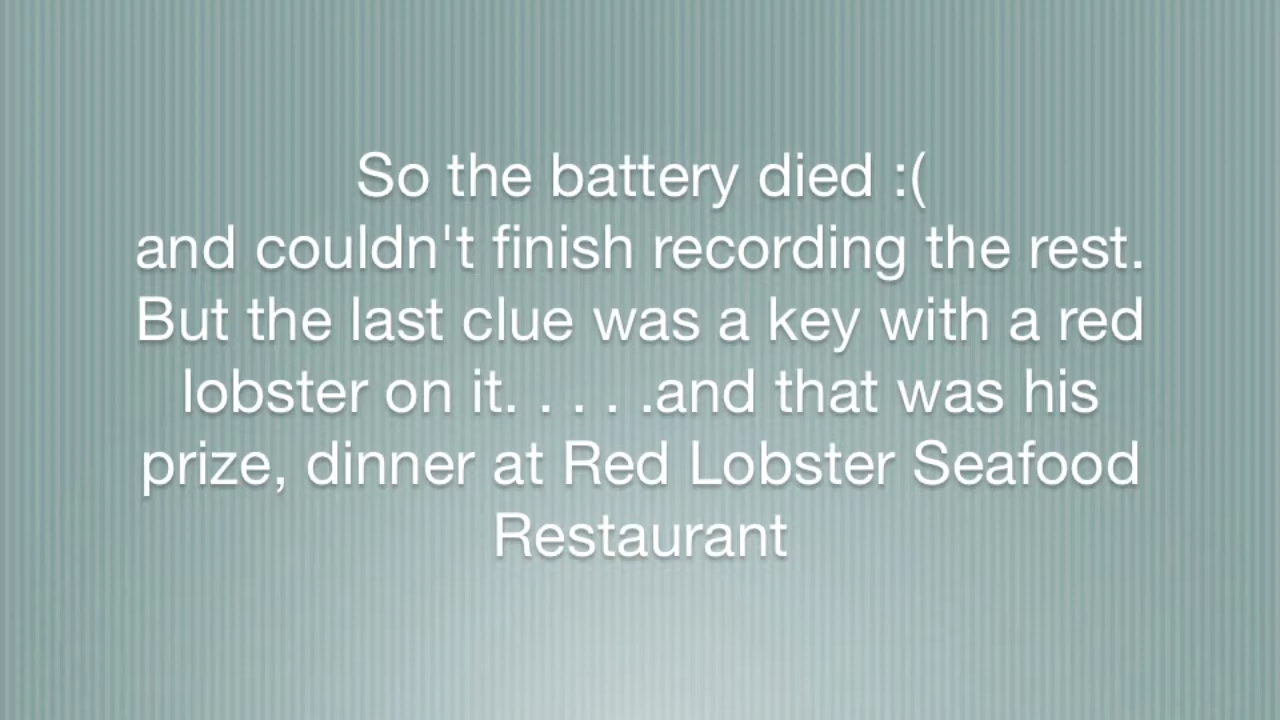 So the battery died :(
and couldn't finish recording the rest.
But the last clue was a key with a red
lobster on it. . . . .and that was his
prize, dinner at Red Lobster Seafood
Restaurant